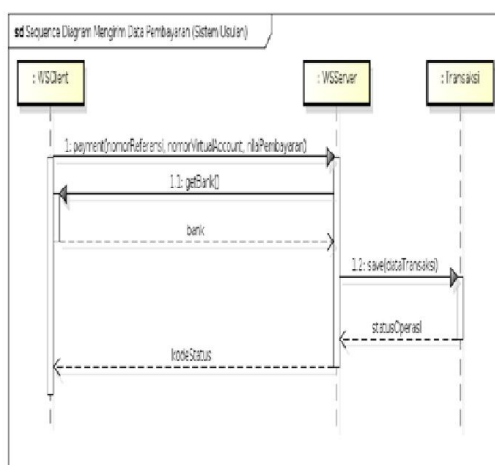 sd Sequence Diagram Mengirim Data Pembayaran (Sistem Usulan)
: WSClient
: WSServer
: Transaksi
1: payment(nomorReferensi, nomorVirtualAccount, nilaiPembayaran)
1.1: getBank()
bank
1.2: save(dataTransaksi)
statusOperasi
kodeStatus